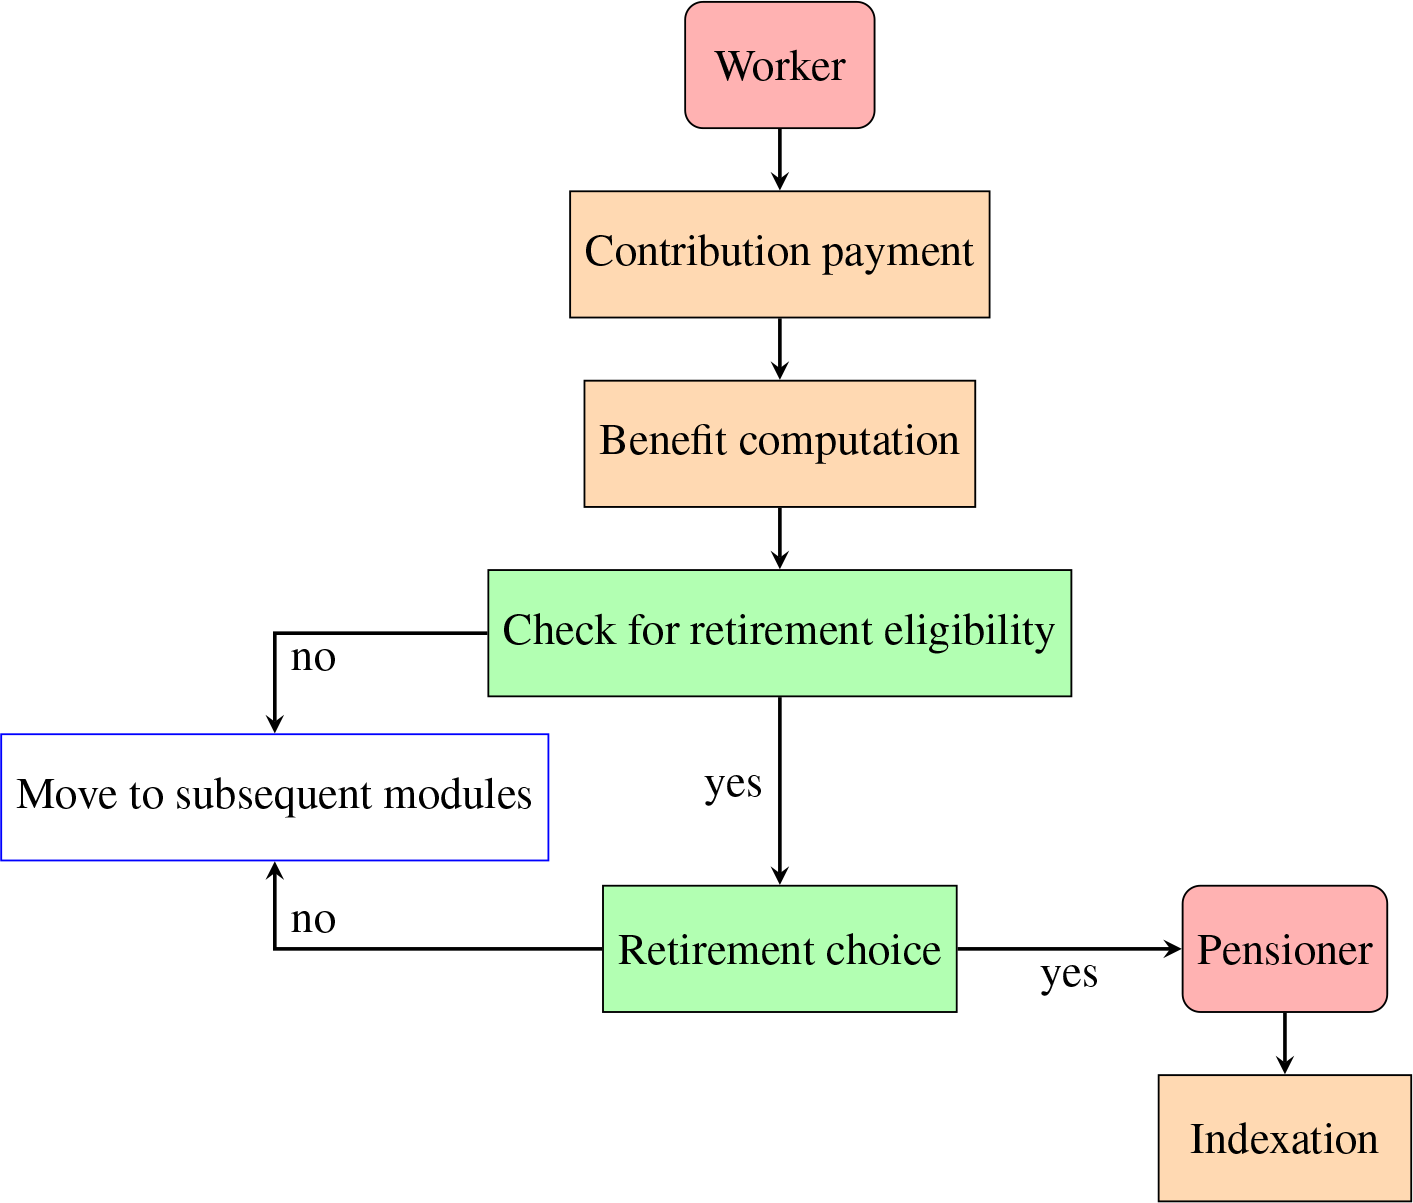 Worker
Contribution payment
Benefit computation
Check for retirement eligibility
no
Move to subsequent modules
yes
no
Retirement choice
yes
Pensioner
Indexation